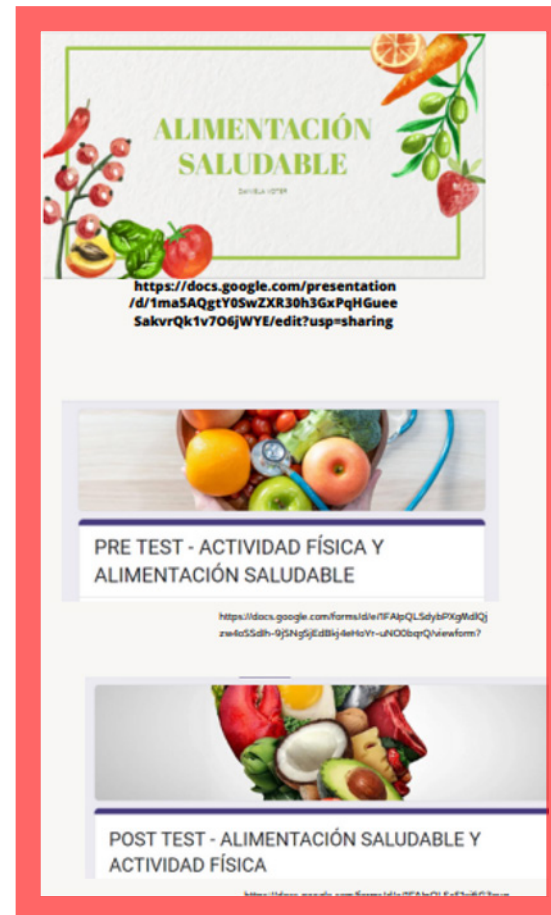 ALIMENTACIÓN
SALUDABLE
https://docs.google.com/presentation
/d/1ma5AQgtY0SwZXR30h3GxPqHGuee
SakvrQk1v7O6jWYE/edit?usp=sharing
PRE TEST - ACTIVIDAD FÍSICA Y
ALIMENTACIÓN SALUDABLE
POST TEST - ALIMENTACIÓN SALUDABLE Y
ACTIVIDAD FÍSICA